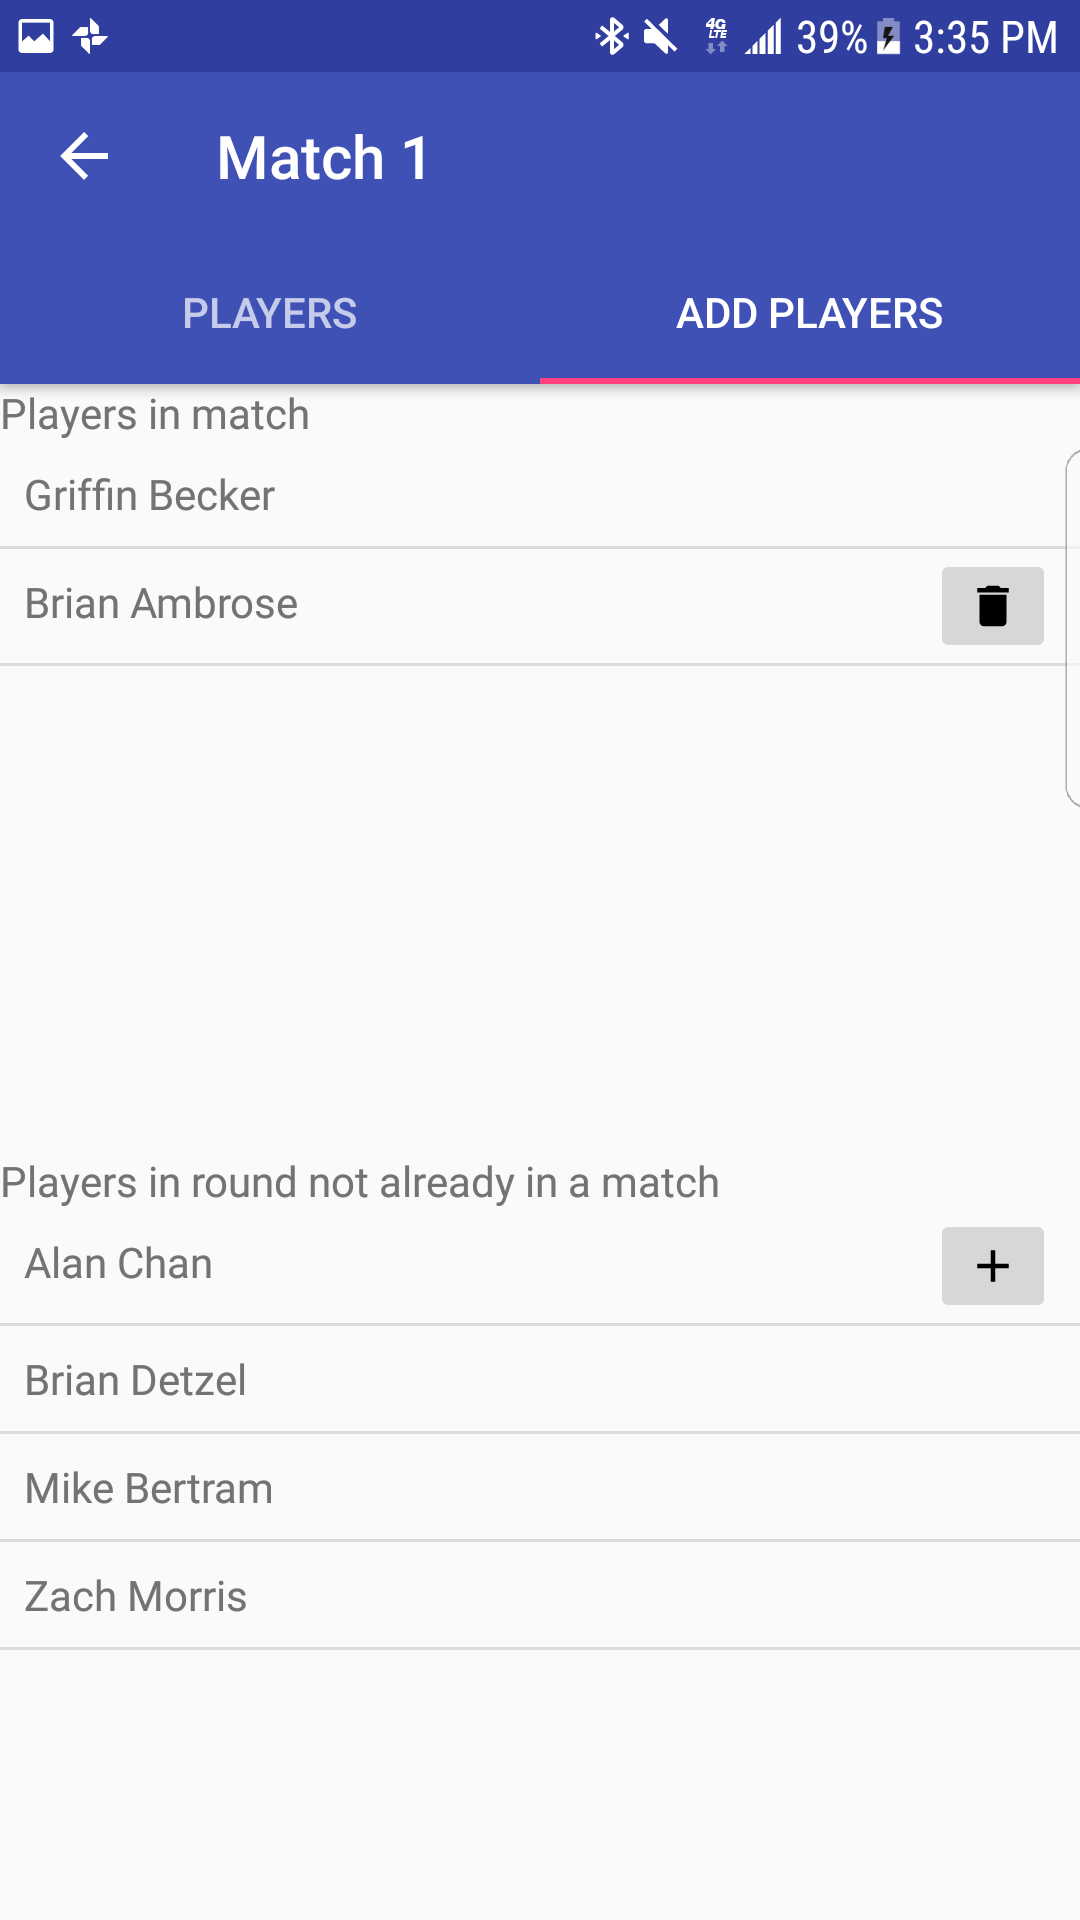 4G LTE 39% 3:35 PM
Match 1
PLAYERS ADD PLAYERS
Players in match
Griffin Becker
Brian Ambrose
Players in round not already in a match
Alan Chan
Brian Detzel
Mike Bertram
Zach Morris